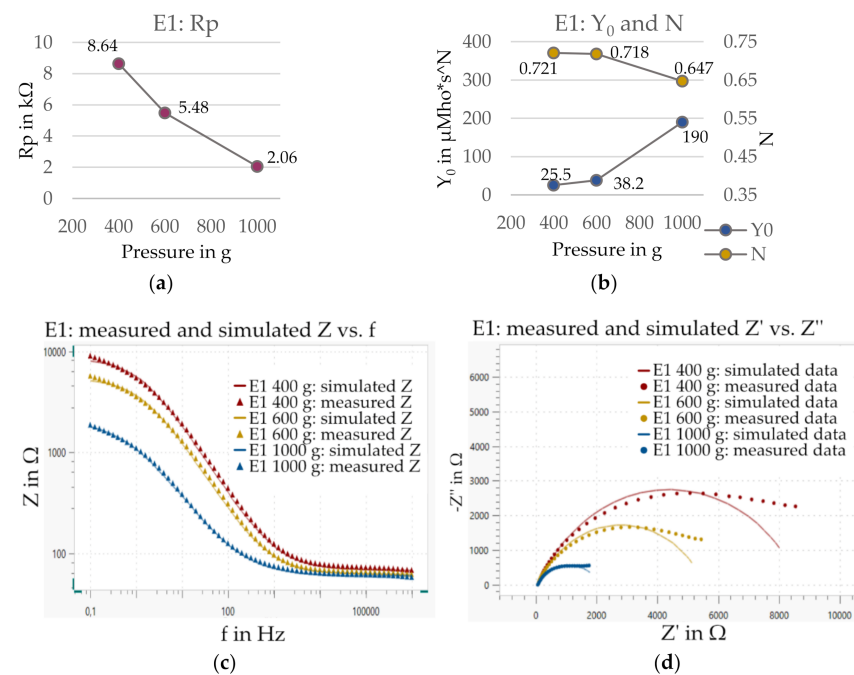 E1: Rp
10
8
6
4
2
0
8.64
5.48
2.06
Rp in kΩ
200 400 600 800 1000
Pressure in g
(a)
E1: Y₀ and N
400
300
200
100
0
0.75
0.65
0.55
0.45
0.35
0.721
0.718
0.647
25.5
38.2
190
Y₀ in µMho*s^N
N
200 400 600 800 1000
Pressure in g
Y0
N
(b)
E1: measured and simulated Z vs. f
10000
1000
100
Z in Ω
E1 400 g: simulated Z
E1 400 g: measured Z
E1 600 g: simulated Z
E1 600 g: measured Z
E1 1000 g: simulated Z
E1 1000 g: measured Z
0,1 100 100000
f in Hz
(c)
E1: measured and simulated Z' vs. Z"
-6000
5000
4000
3000
2000
1000
0
-Z" in Ω
E1 400 g: simulated data
E1 400 g: measured data
E1 600 g: simulated data
E1 600 g: measured data
E1 1000 g: simulated data
E1 1000 g: measured data
0 2000 4000 6000 8000 10000
Z' in Ω
(d)